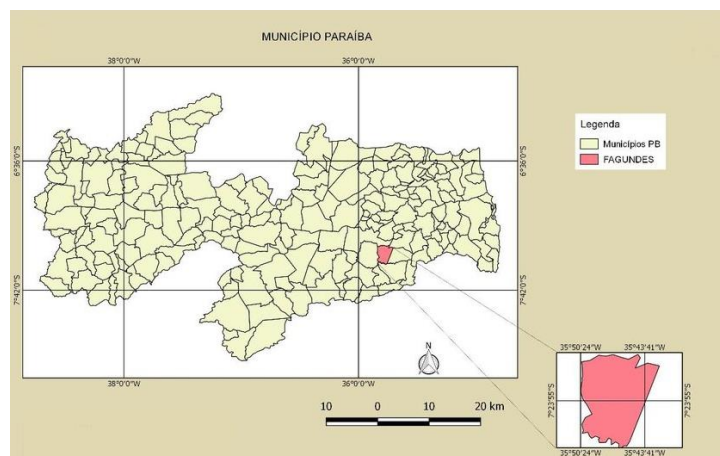 MUNICÍPIO PARAÍBA
38°0'0"W 36°0'0"W
Legenda
Municípios PB
FAGUNDES
6°36'0"S 6°36'0"S
7°42'0"S 7°42'0"S
38°0'0"W 36°0'0"W
N
10 0 10 20 km
35°50'24"W 35°43'41"W
7°23'55"S 7°23'55"S
35°50'24"W 35°43'41"W